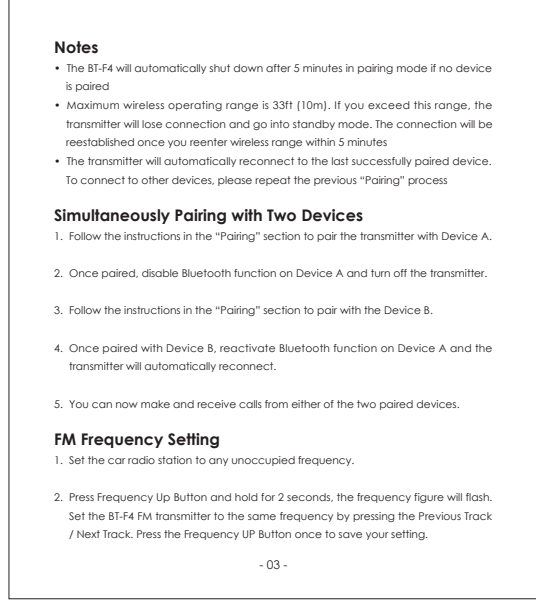 Notes
• The BT-F4 will automatically shut down after 5 minutes in pairing mode if no device
is paired
• Maximum wireless operating range is 33ft (10m). If you exceed this range, the
transmitter will lose connection and go into standby mode. The connection will be
reestablished once you reenter wireless range within 5 minutes
• The transmitter will automatically reconnect to the last successfully paired device.
To connect to other devices, please repeat the previous “Pairing” process
Simultaneously Pairing with Two Devices
1. Follow the instructions in the “Pairing” section to pair the transmitter with Device A.
2. Once paired, disable Bluetooth function on Device A and turn off the transmitter.
3. Follow the instructions in the “Pairing” section to pair with the Device B.
4. Once paired with Device B, reactivate Bluetooth function on Device A and the
transmitter will automatically reconnect.
5. You can now make and receive calls from either of the two paired devices.
FM Frequency Setting
1. Set the car radio station to any unoccupied frequency.
2. Press Frequency Up Button and hold for 2 seconds, the frequency figure will flash.
Set the BT-F4 FM transmitter to the same frequency by pressing the Previous Track
/ Next Track. Press the Frequency UP Button once to save your setting.
- 03 -